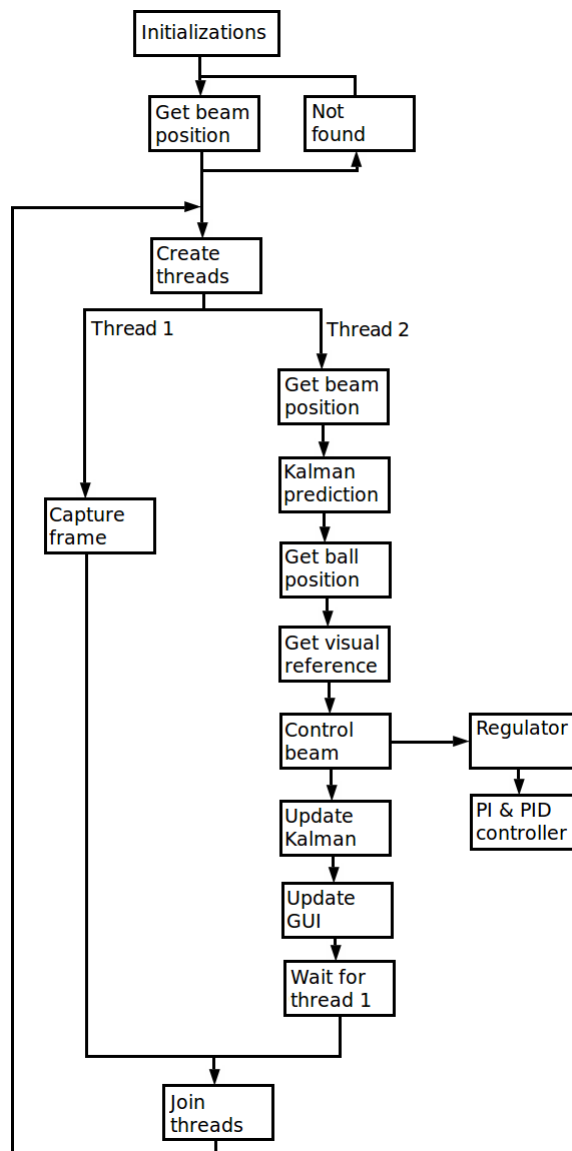 Initializations
Get beam
position
Not
found
Create
threads
Thread 1
Thread 2
Get beam
position
Kalman
prediction
Capture
frame
Get ball
position
Get visual
reference
Control
beam
Regulator
PI & PID
controller
Update
Kalman
Update
GUI
Wait for
thread 1
Join
threads